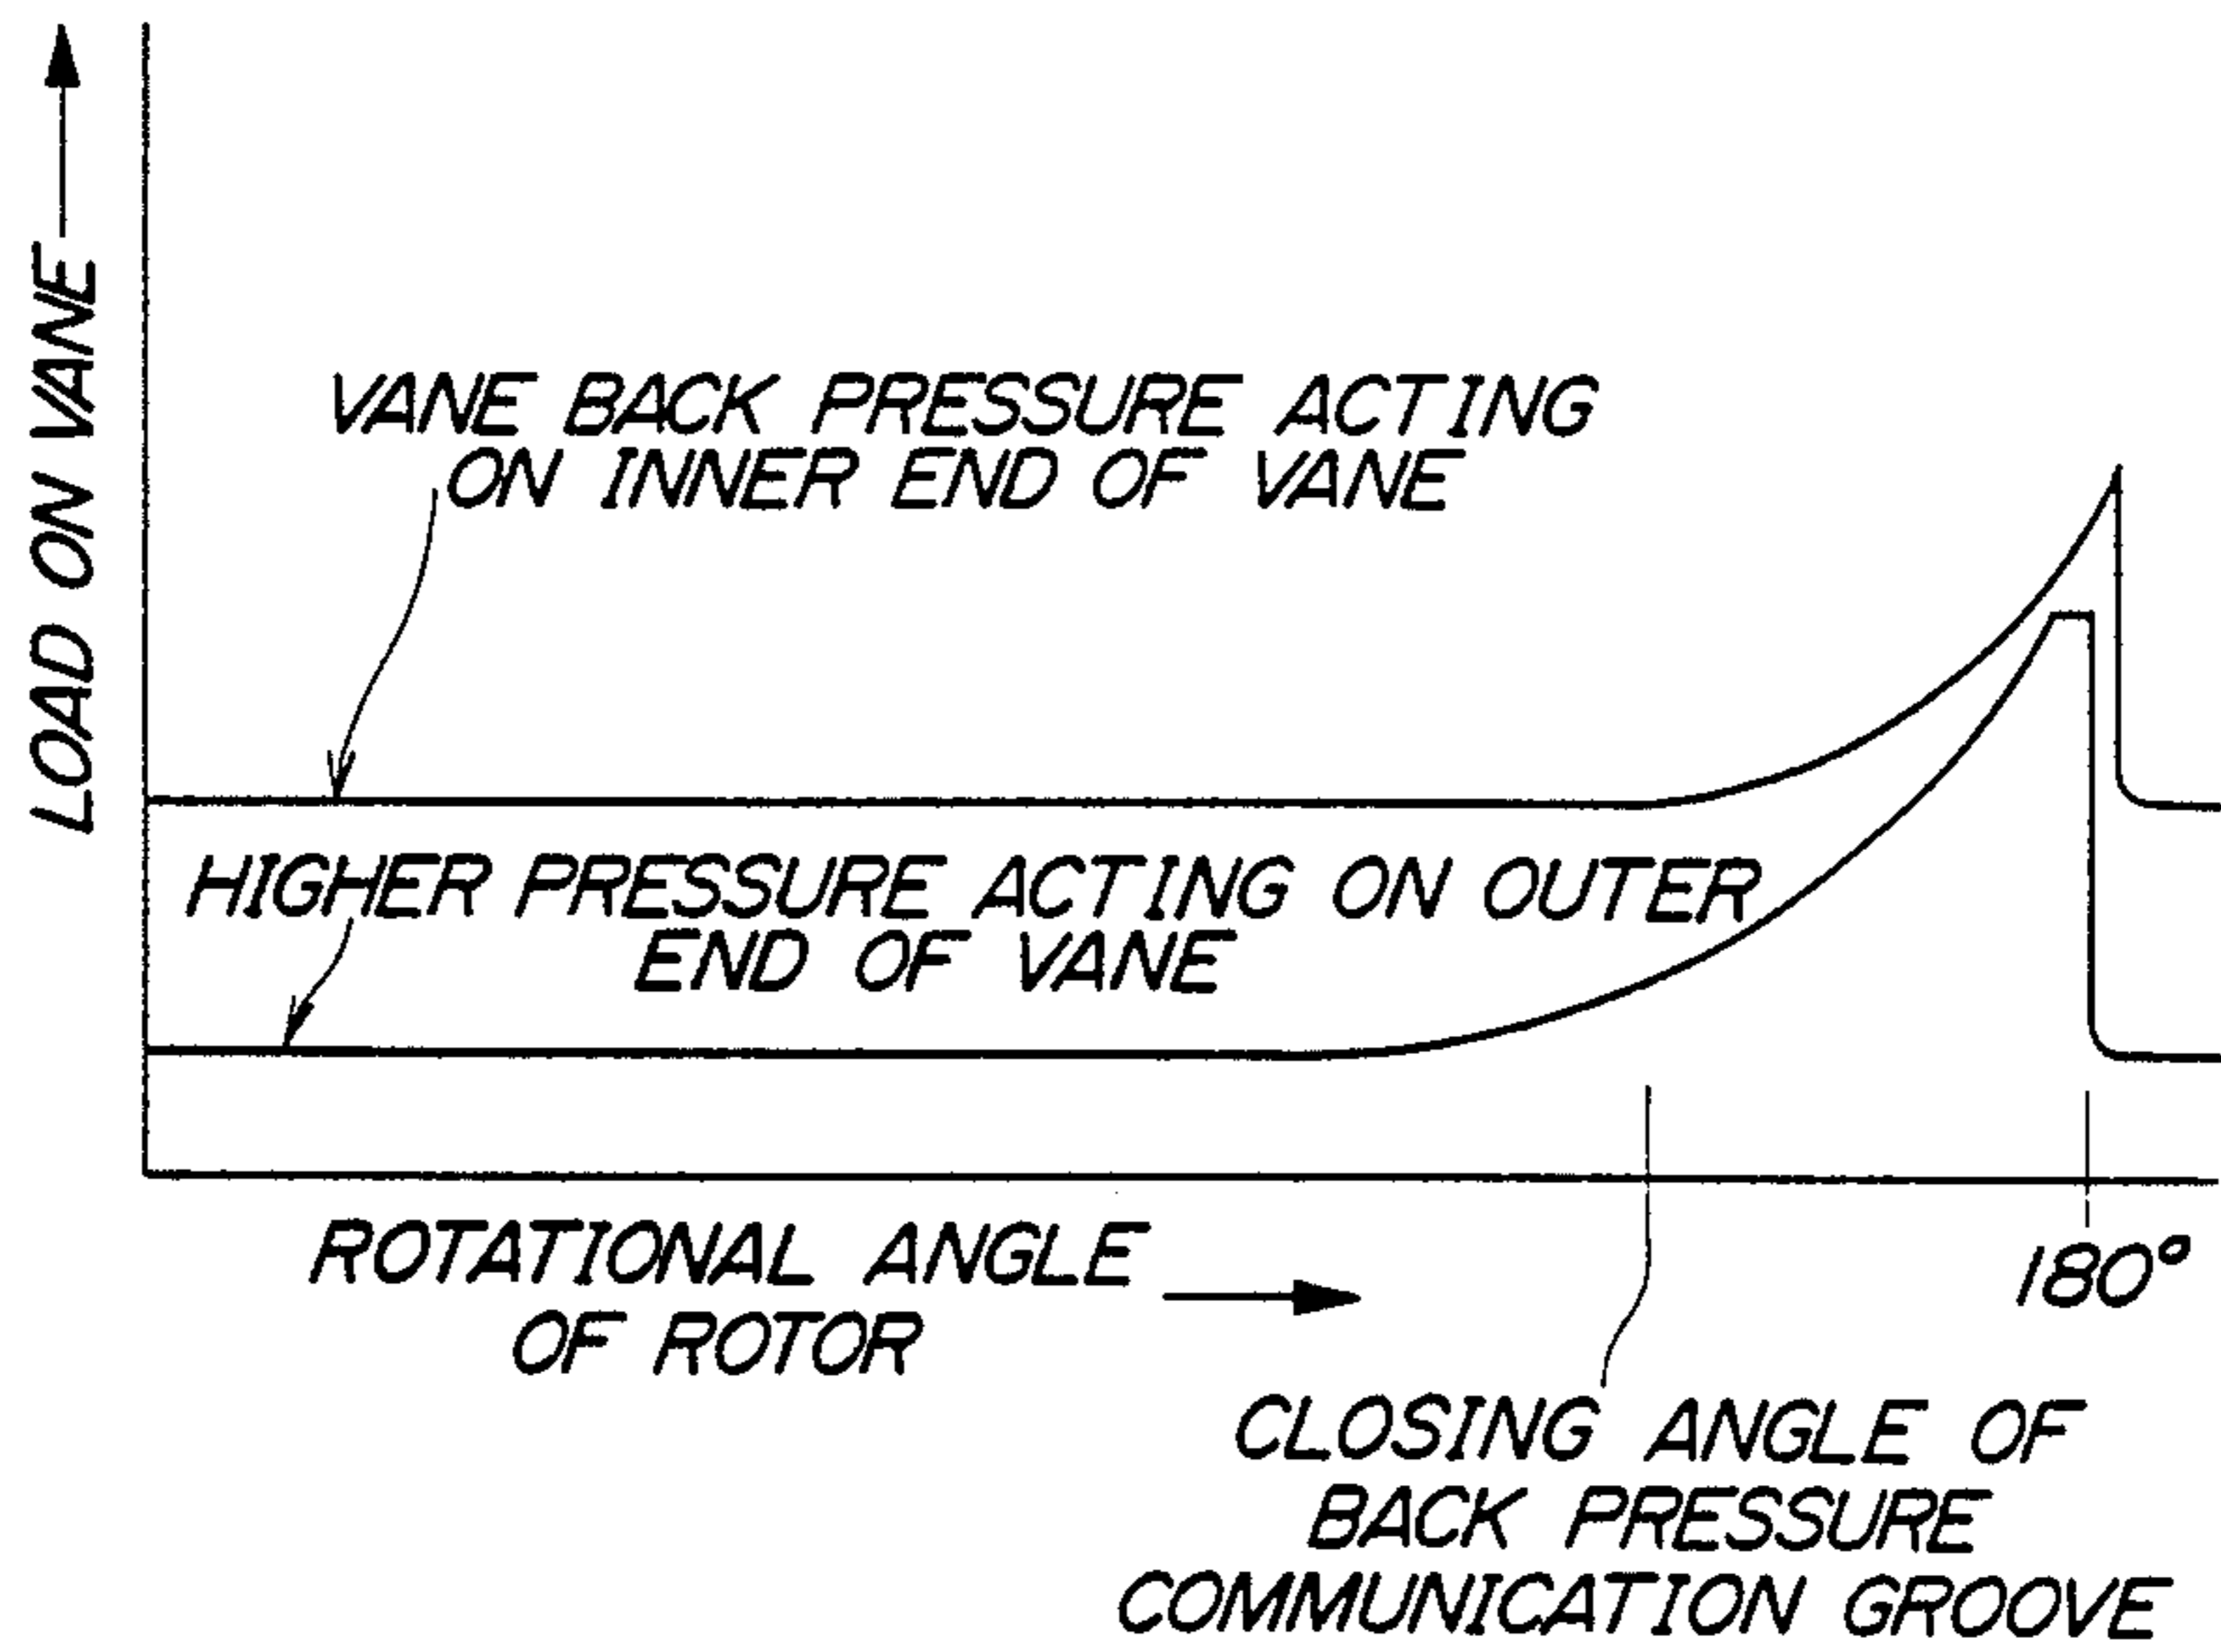 LOAD ON VANE
VANE BACK PRESSURE ACTING
ON INNER END OF VANE
HIGHER PRESSURE ACTING ON OUTER
END OF VANE
ROTATIONAL ANGLE
OF ROTOR
180°
CLOSING ANGLE OF
BACK PRESSURE
COMMUNICATION GROOVE